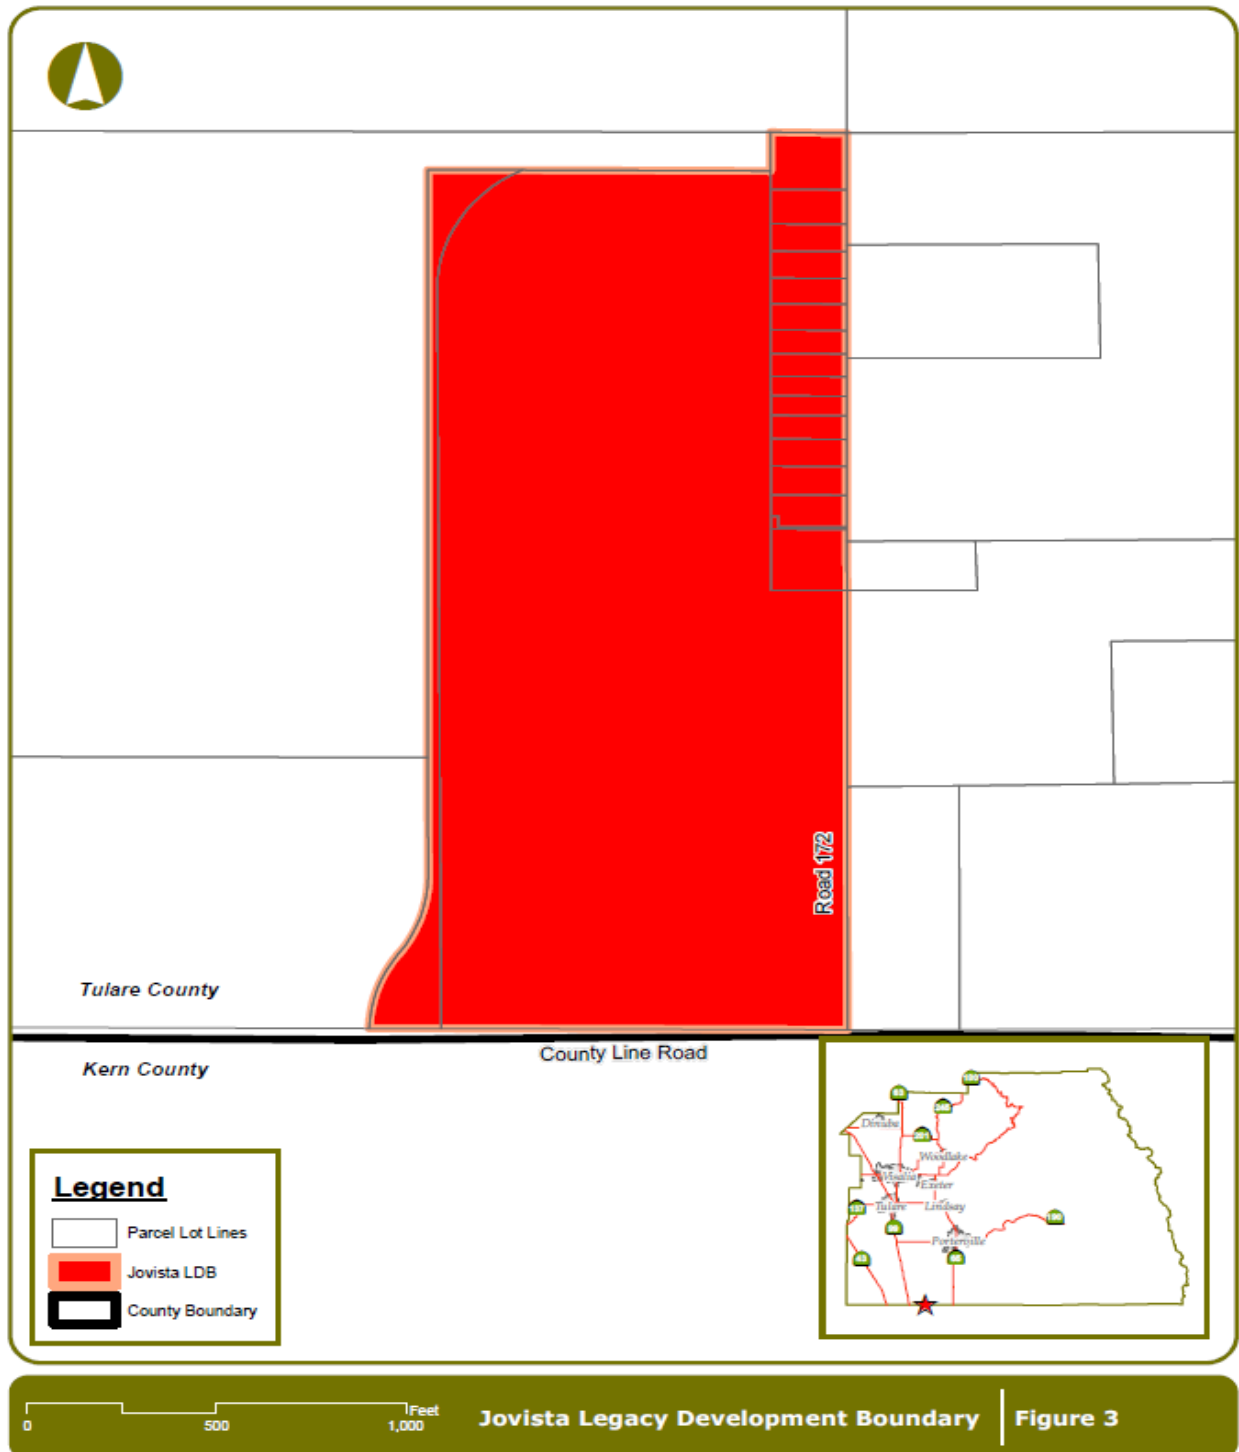 Road 172
Tulare County
County Line Road
Kern County
Dinuba
Woodlake
Visalia
Exeter
Tulare
Lindsay
Porterville
Legend
Parcel Lot Lines
Jovista LDB
County Boundary
Feet
0 500 1,000
Jovista Legacy Development Boundary Figure 3